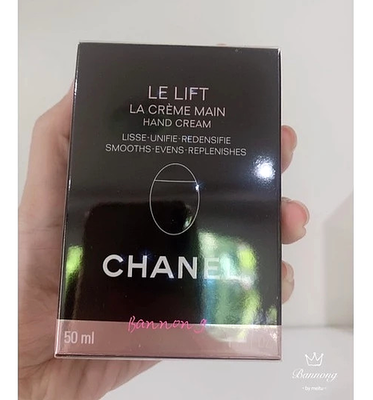 LE LIFT
LA CRÈME MAIN
HAND CREAM
LISSE·UNIFIE·REDENSIFIE
SMOOTHS·EVENS·REPLENISHES
CHANEL
50 ml
Bannong